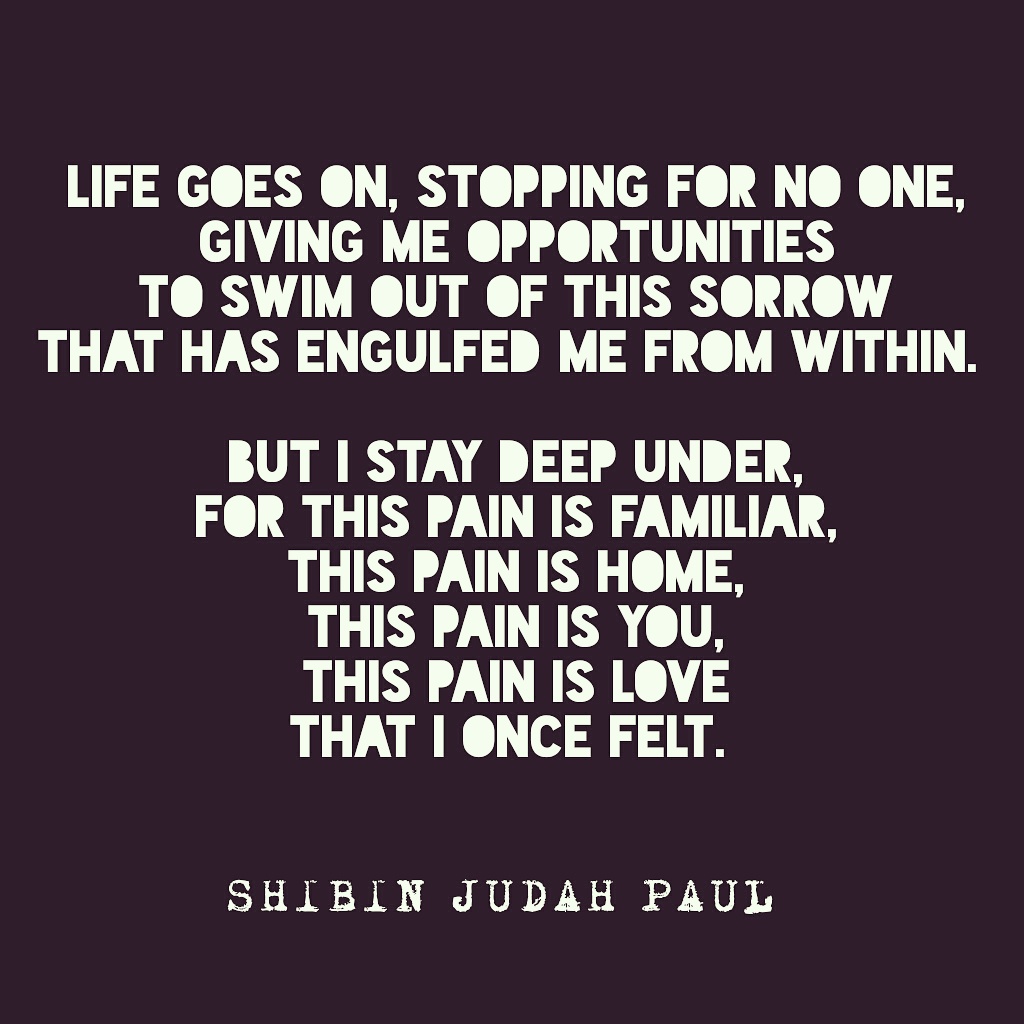 LIFE GOES ON, STOPPING FOR NO ONE,
GIVING ME OPPORTUNITIES
TO SWIM OUT OF THIS SORROW
THAT HAS ENGULFED ME FROM WITHIN.
BUT I STAY DEEP UNDER,
FOR THIS PAIN IS FAMILIAR,
THIS PAIN IS HOME,
THIS PAIN IS YOU,
THIS PAIN IS LOVE
THAT I ONCE FELT.
SHIBIN JUDAH PAUL